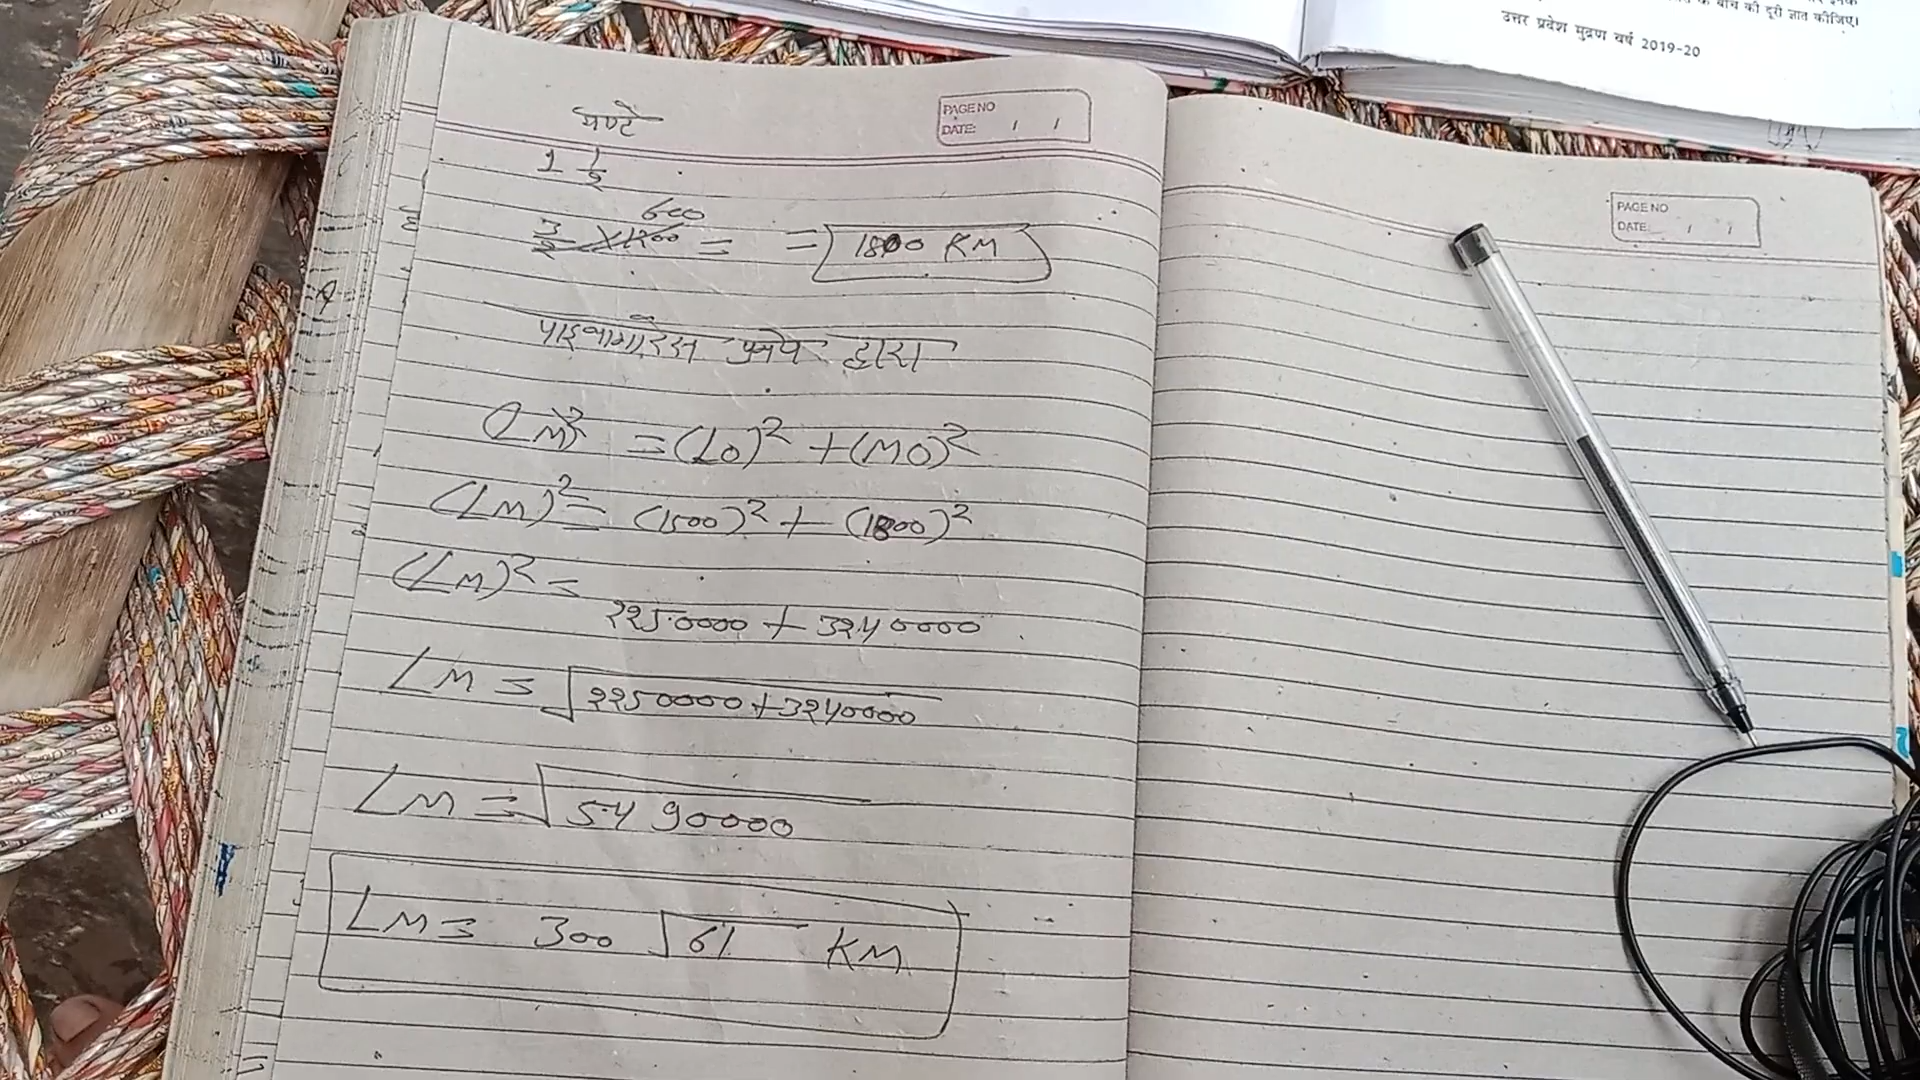 के बीच की दूरी ज्ञात कीजिए।
उत्तर प्रदेश मुद्रण वर्ष 2019-20
PAGE NO
DATE: / /
घण्टे
1 1/2
600
3/2 × 1200 = = 1800 KM
पाइथागोरस प्रमेय द्वारा
(LM)² = (LO)² + (MO)²
(LM)² = (1500)² + (1800)²
(LM)² =
2250000 + 3240000
LM = √2250000 + 3240000
LM = √5490000
LM = 300 √61 KM
PAGE NO
DATE: / /